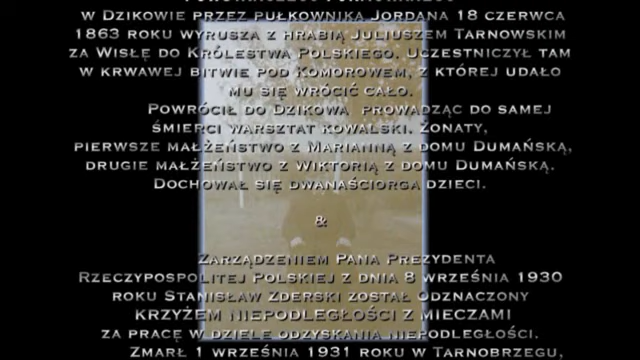 W DZIKOWIE PRZEZ PUŁKOWNIKA JORDANA 18 CZERWCA
1863 ROKU WYRUSZA Z HRABIĄ JULIUSZEM TARNOWSKIM
ZA WISŁĘ DO KRÓLESTWA POLSKIEGO. UCZESTNICZYŁ TAM
W KRWAWEJ BITWIE POD KOMOROWEM, Z KTÓREJ UDAŁO
MU SIĘ WRÓCIĆ CAŁO.
POWRÓCIŁ DO DZIKOWA PROWADZĄC DO SAMEJ
ŚMIERCI WARSZTAT KOWALSKI. ŻONATY,
PIERWSZE MAŁŻEŃSTWO Z MARIANNĄ Z DOMU DUMAŃSKĄ,
DRUGIE MAŁŻEŃSTWO Z WIKTORIĄ Z DOMU DUMAŃSKĄ.
DOCHOWAŁ SIĘ DWANAŚCIORGA DZIECI.
&
ZARZĄDZENIEM PANA PREZYDENTA
RZECZYPOSPOLITEJ POLSKIEJ Z DNIA 8 WRZEŚNIA 1930
ROKU STANISŁAW ZDERSKI ZOSTAŁ ODZNACZONY
KRZYŻEM NIEPODLEGŁOŚCI Z MIECZAMI
ZA PRACĘ W DZIELE ODZYSKANIA NIEPODLEGŁOŚCI.
ZMARŁ 1 WRZEŚNIA 1931 ROKU W TARNOBRZEGU,